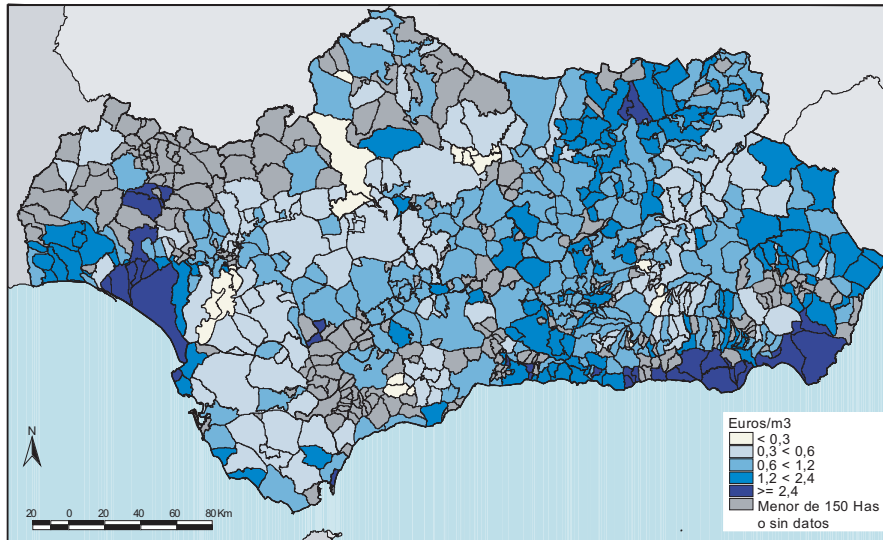 Euros/m3
< 0,3
0,3 < 0,6
0,6 < 1,2
1,2 < 2,4
>= 2,4
Menor de 150 Has
o sin datos
N
20 0 20 40 60 80 Km